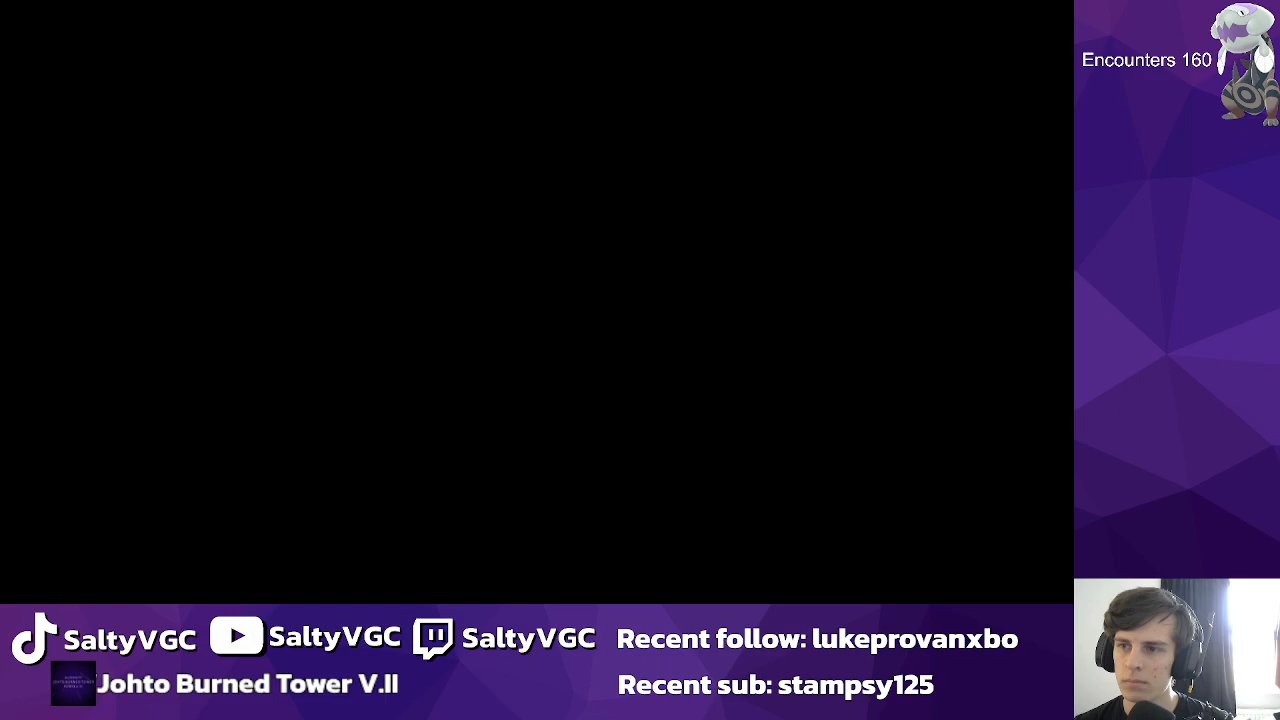 Encounters 160
SaltyVGC
SaltyVGC
SaltyVGC
Recent follow: lukeprovanxbo
Johto Burned Tower V.II
Recent sub: stampsy125